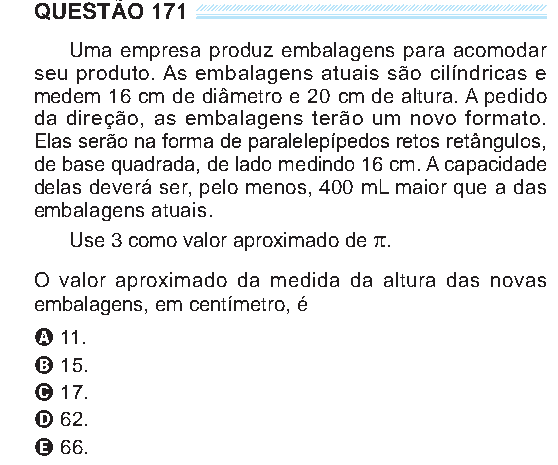 QUESTÃO 171
Uma empresa produz embalagens para acomodar
seu produto. As embalagens atuais são cilíndricas e
medem 16 cm de diâmetro e 20 cm de altura. A pedido
da direção, as embalagens terão um novo formato.
Elas serão na forma de paralelepípedos retos retângulos,
de base quadrada, de lado medindo 16 cm. A capacidade
delas deverá ser, pelo menos, 400 mL maior que a das
embalagens atuais.
Use 3 como valor aproximado de π.
O valor aproximado da medida da altura das novas
embalagens, em centímetro, é
A 11.
B 15.
C 17.
D 62.
E 66.